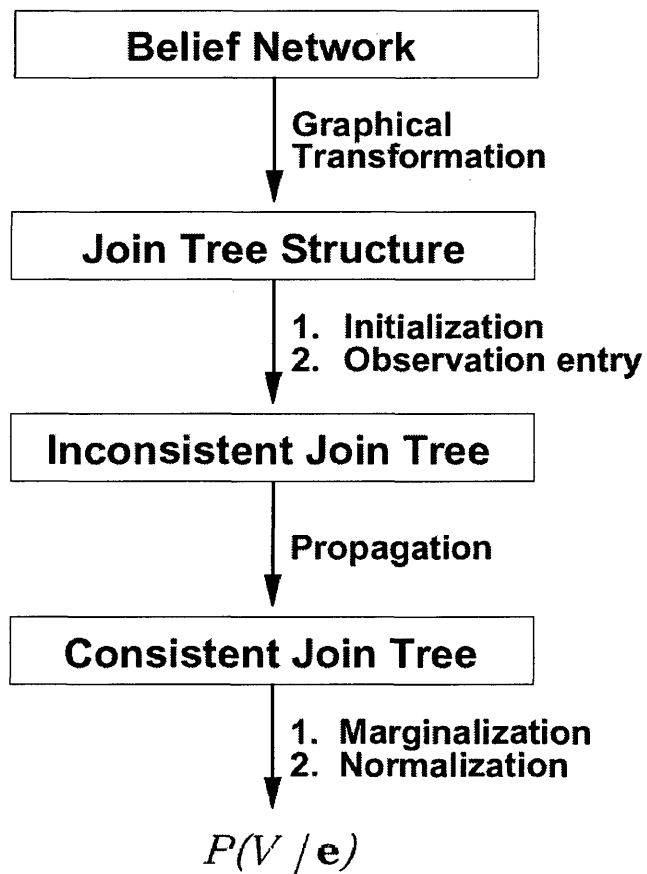 Belief Network
Graphical
Transformation
Join Tree Structure
1. Initialization
2. Observation entry
Inconsistent Join Tree
Propagation
Consistent Join Tree
1. Marginalization
2. Normalization
P(V / e)